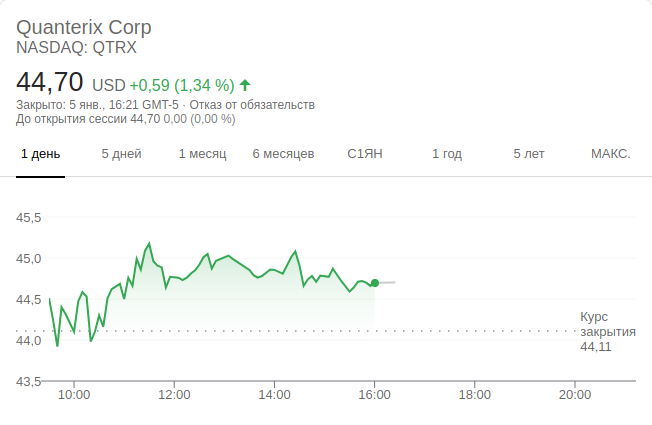 Quanterix Corp
NASDAQ: QTRX
44,70 USD +0,59 (1,34 %)
Закрыто: 5 янв., 16:21 GMT-5 · Отказ от обязательств
До открытия сессии 44,70 0,00 (0,00 %)
1 день 5 дней 1 месяц 6 месяцев С1ЯН 1 год 5 лет МАКС.
45,5
45,0
44,5
Курс
закрытия
44,11
44,0
43,5
10:00 12:00 14:00 16:00 18:00 20:00